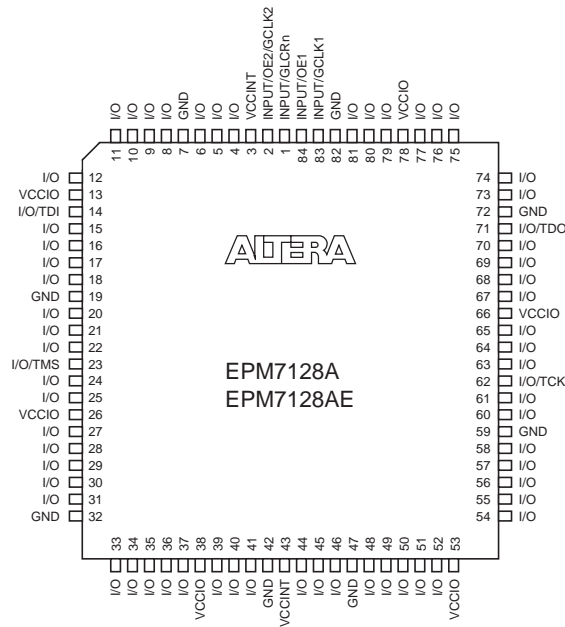 I/O I/O I/O I/O GND I/O I/O I/O VCCINT INPUT/OE2/GCLK2 INPUT/GLCRn INPUT/OE1 INPUT/GCLK1 GND I/O I/O I/O VCCIO I/O I/O I/O
11 10 9 8 7 6 5 4 3 2 1 84 83 82 81 80 79 78 77 76 75
I/O 12 74 I/O
VCCIO 13 73 I/O
I/O/TDI 14 72 GND
I/O 15 71 I/O/TDO
I/O 16 70 I/O
I/O 17 69 I/O
I/O 18 68 I/O
GND 19 67 I/O
I/O 20 66 VCCIO
I/O 21 65 I/O
I/O 22 64 I/O
I/O/TMS 23 63 I/O
I/O 24 62 I/O/TCK
I/O 25 61 I/O
VCCIO 26 60 I/O
I/O 27 59 GND
I/O 28 58 I/O
I/O 29 57 I/O
I/O 30 56 I/O
I/O 31 55 I/O
GND 32 54 I/O
ALTERA
EPM7128A
EPM7128AE
33 34 35 36 37 38 39 40 41 42 43 44 45 46 47 48 49 50 51 52 53
I/O I/O I/O I/O I/O VCCIO I/O I/O I/O GND VCCINT I/O I/O I/O GND I/O I/O I/O I/O I/O VCCIO